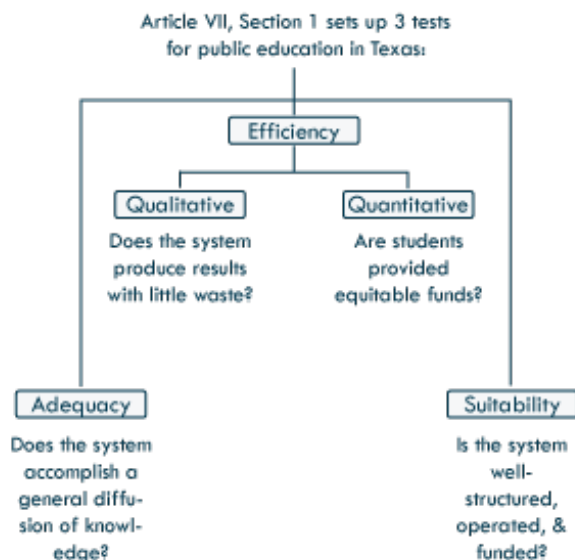 Article VII, Section 1 sets up 3 tests
for public education in Texas:
Efficiency
Qualitative
Does the system
produce results
with little waste?
Quantitative
Are students
provided
equitable funds?
Adequacy
Does the system
accomplish a
general diffu-
sion of knowl-
edge?
Suitability
Is the system
well-
structured,
operated, &
funded?